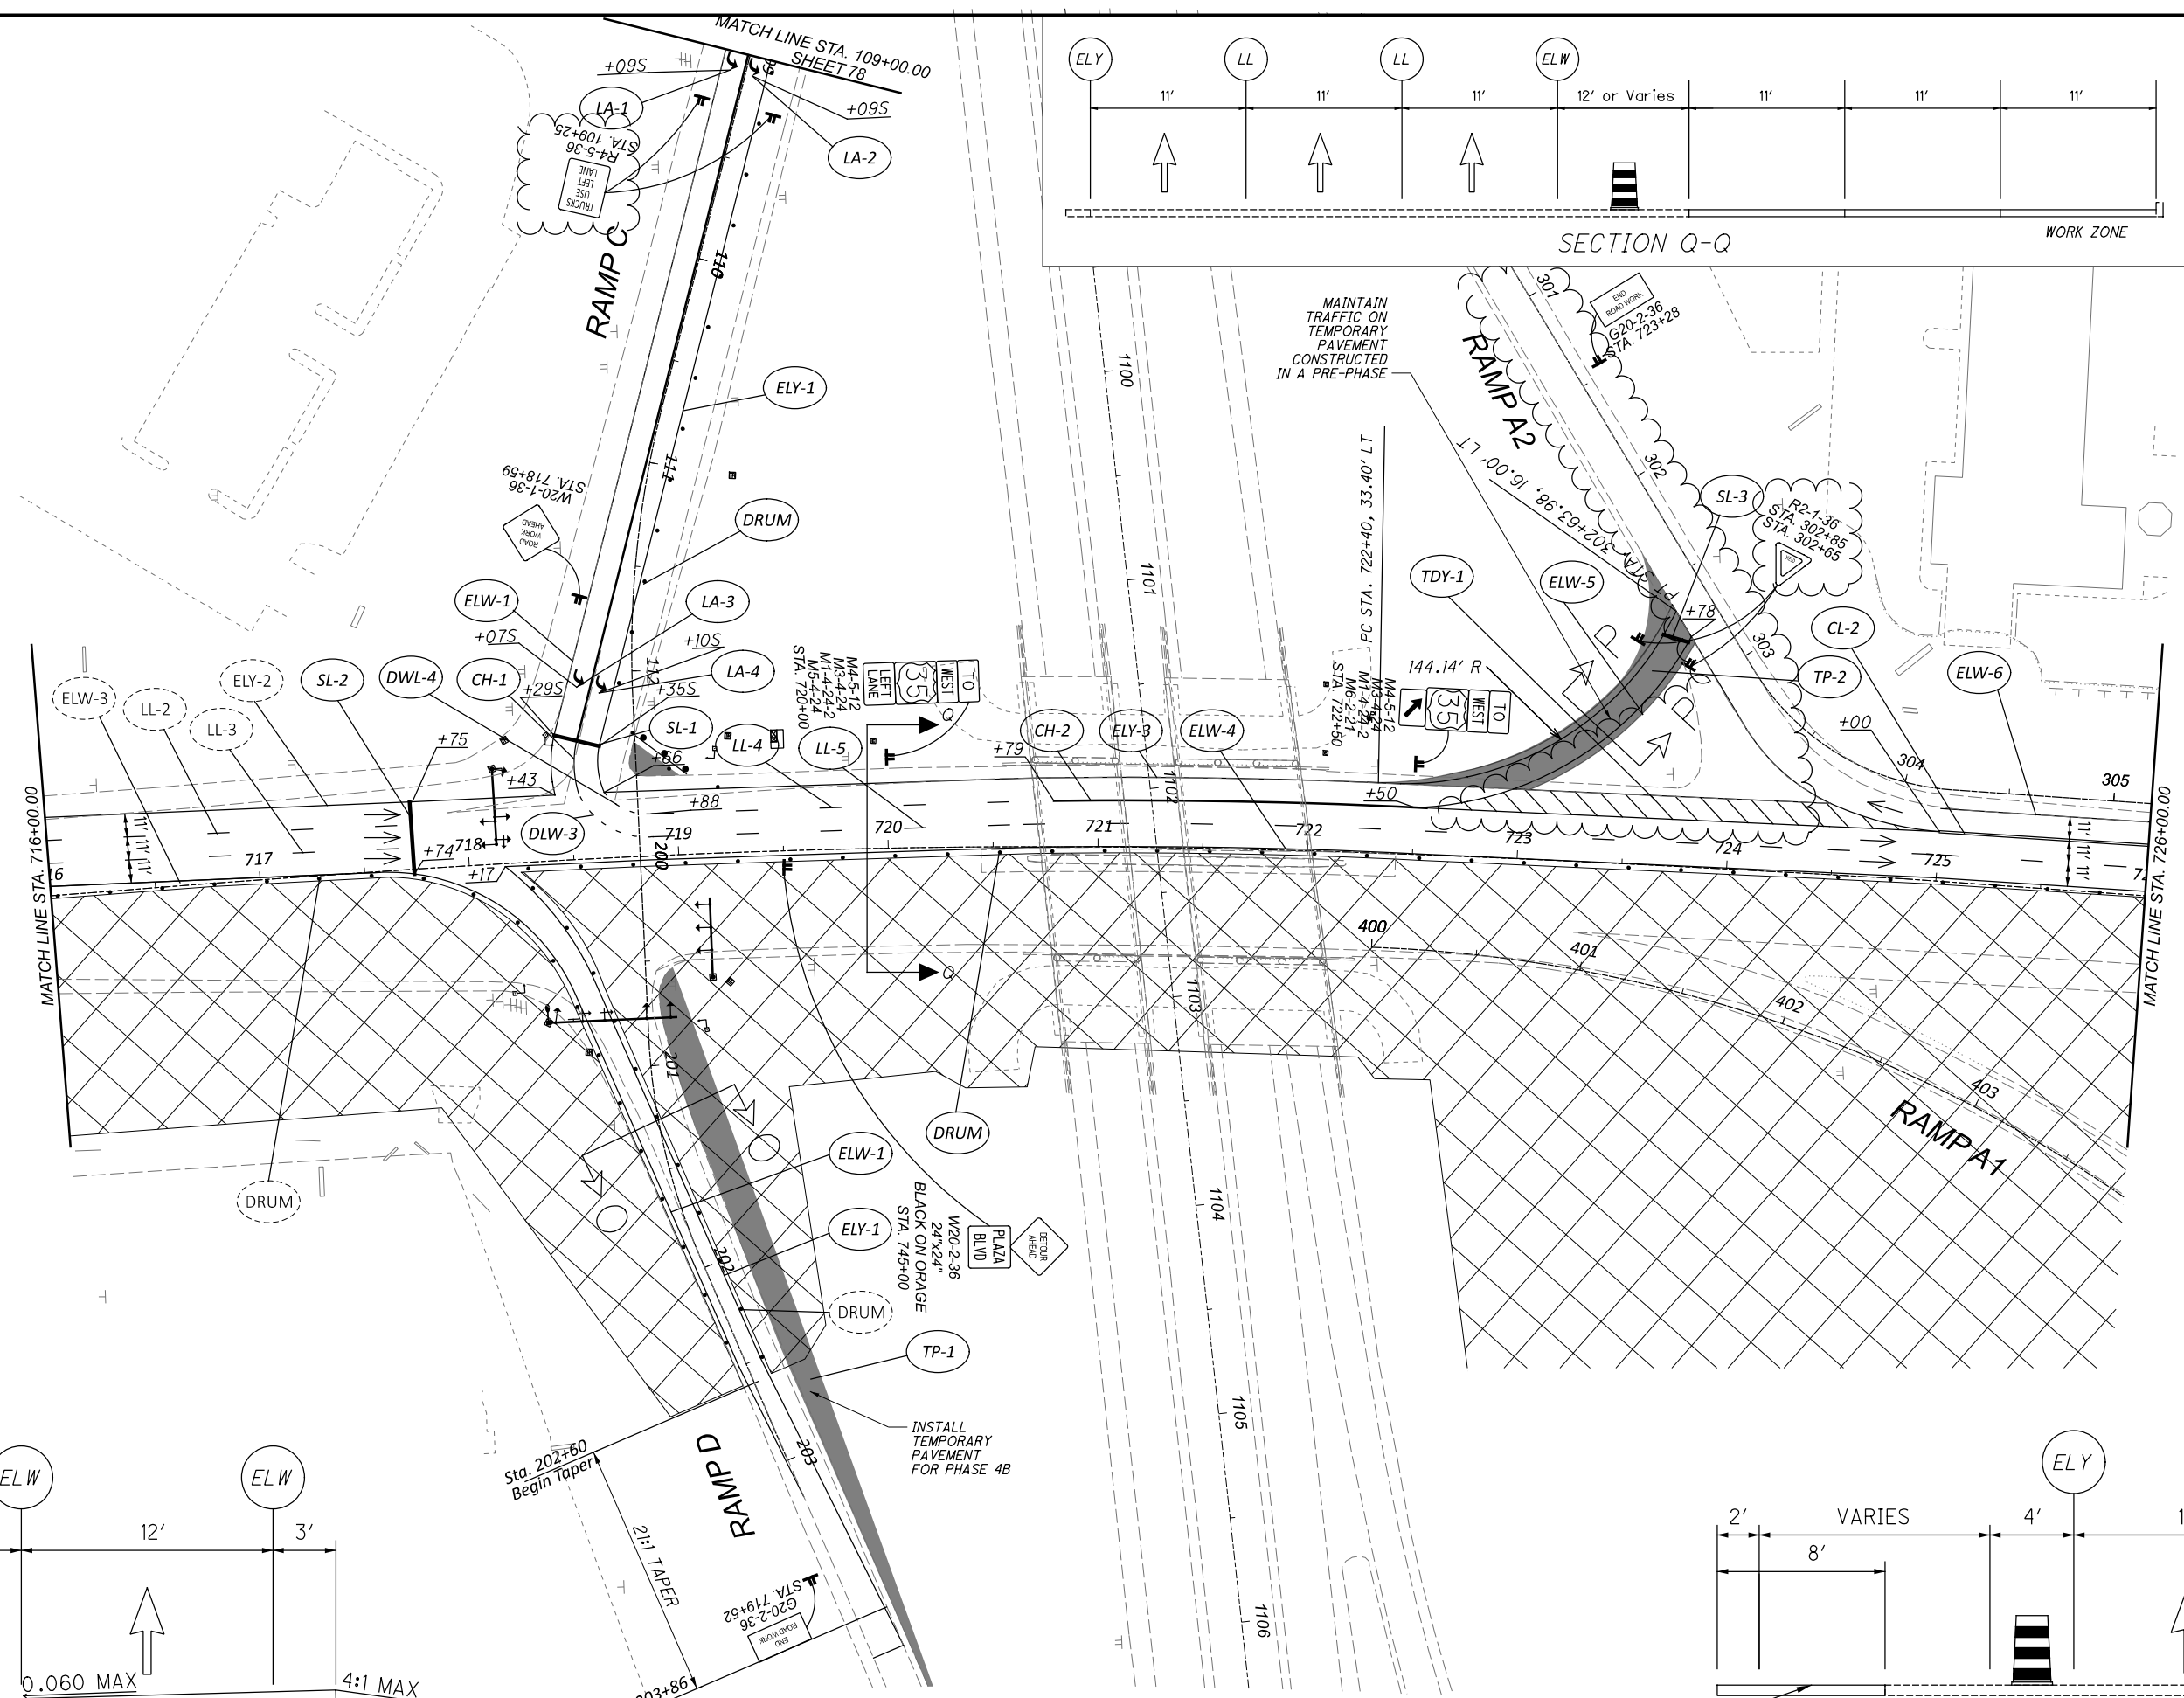 MATCH LINE STA. 109+00.00
SHEET 78
+09S
+09S
LA-1
LA-2
R4-5-36
STA. 109+25
TRUCKS
USE
LEFT
LANE
RAMP C
110
ELY-1
111
DRUM
W20-1-36
STA. 718+59
ROAD
WORK
AHEAD
ELW-1
+07S
LA-3
+10S
LA-4
112
+35S
CH-1
+29S
SL-1
+66
+88
+43
DLW-3
DWL-4
SL-2
ELY-2
LL-3
LL-2
ELW-3
+75
+74
+17
MATCH LINE STA. 716+00.00
11'
11'
11'
16
717
718
719
720
721
722
723
724
725
72
LL-4
LL-5
M4-5-12
M3-4-24
M1-4-24-2
M5-4-24
STA. 720+00
TO
WEST
35
LEFT
LANE
Q
Q
+79
CH-2
ELY-3
ELW-4
+50
ELY
LL
LL
ELW
11'
11'
11'
12' or Varies
11'
11'
11'
SECTION Q-Q
WORK ZONE
MAINTAIN
TRAFFIC ON
TEMPORARY
PAVEMENT
CONSTRUCTED
IN A PRE-PHASE
RAMP A2
301
302
303
304
305
END
ROAD WORK
G20-2-36
STA. 723+28
PT STA. 302+63.98, 16.00' LT
PC STA. 722+40, 33.40' LT
SL-3
R2-1-36
STA. 302+85
STA. 302+65
TDY-1
ELW-5
+78
CL-2
TP-2
ELW-6
+00
144.14' R
P
P
M4-5-12
M3-4-24
M1-4-24-2
M6-2-21
STA. 722+50
TO
WEST
35
11'
11'
11'
MATCH LINE STA. 726+00.00
1100
1101
1102
1103
1104
1105
1106
200
201
202
203
400
401
402
403
RAMP A1
DRUM
DRUM
O
O
ELW-1
ELY-1
DRUM
TP-1
W20-2-36
24"x24"
BLACK ON ORAGE
STA. 745+00
PLAZA
BLVD
DETOUR
AHEAD
INSTALL
TEMPORARY
PAVEMENT
FOR PHASE 4B
Sta. 202+60
Begin Taper
RAMP D
21:1 TAPER
G20-2-36
STA. 719+52
END
ROAD WORK
203+86
ELW
ELW
12'
3'
0.060 MAX
4:1 MAX
ELY
2'
VARIES
4'
1
8'